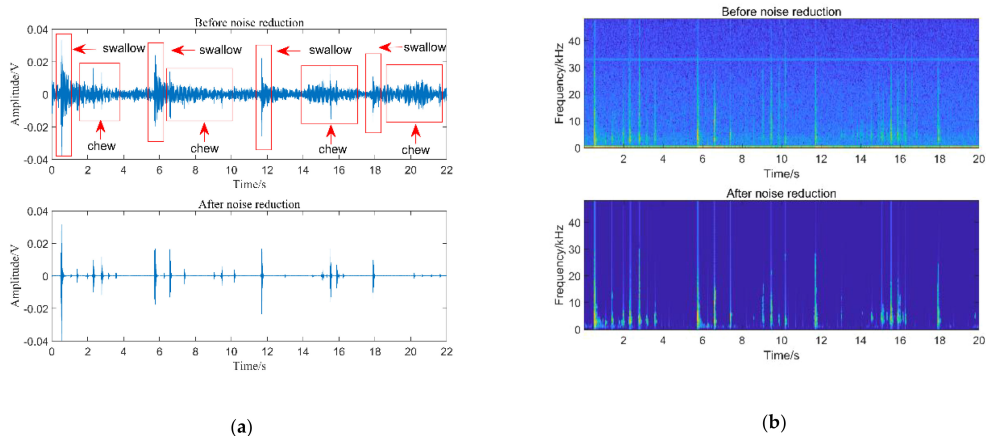 Before noise reduction
0.04
0.02
0
-0.02
-0.04
Amplitude/V
swallow
swallow
swallow
swallow
chew
chew
chew
chew
0 2 4 6 8 10 12 14 16 18 20 22
Time/s
After noise reduction
0.04
0.02
0
-0.02
-0.04
Amplitude/V
0 2 4 6 8 10 12 14 16 18 20 22
Time/s
(a)
Before noise reduction
40
30
20
10
0
Frequency/kHz
2 4 6 8 10 12 14 16 18 20
Time/s
After noise reduction
40
30
20
10
0
Frequency/kHz
2 4 6 8 10 12 14 16 18 20
Time/s
(b)